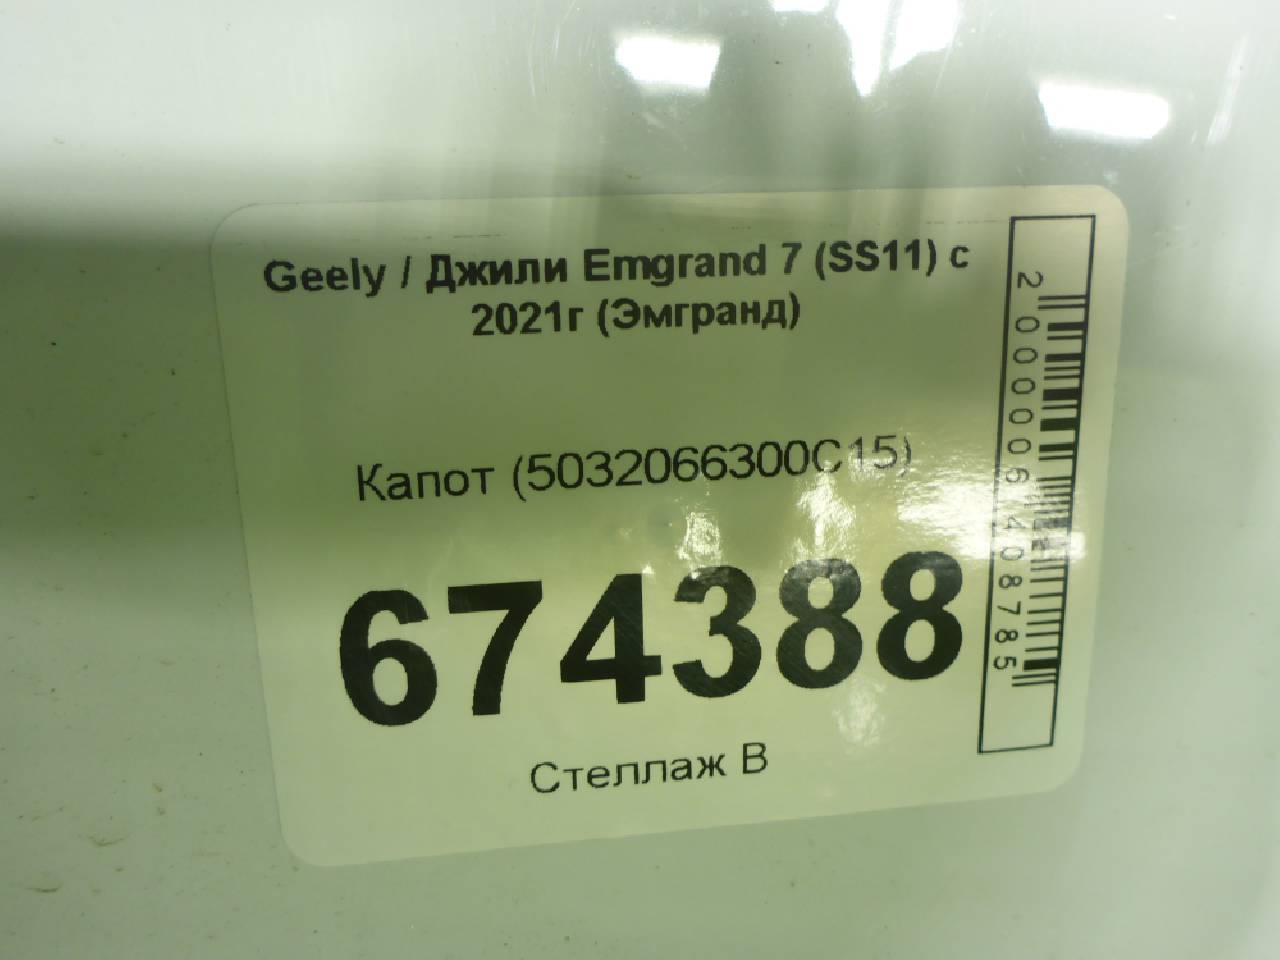 Geely / Джили Emgrand 7 (SS11) с
2021г (Эмгранд)
Капот (5032066300C15)
674388
Стеллаж В
2000006408785